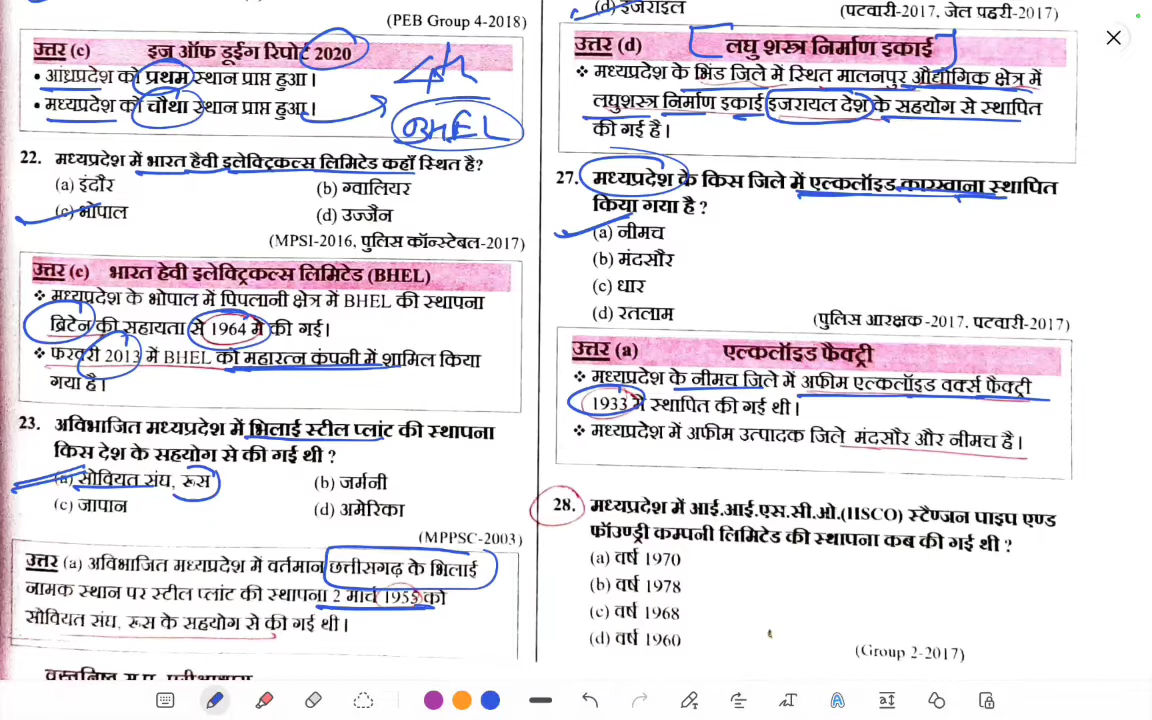 (PEB Group 4-2018)
उत्तर (c) इज ऑफ डूईंग रिपोर्ट 2020
• आंध्रप्रदेश को प्रथम स्थान प्राप्त हुआ।
• मध्यप्रदेश को चौथा स्थान प्राप्त हुआ।
4th
BHEL
22. मध्यप्रदेश में भारत हैवी इलेक्ट्रिकल्स लिमिटेड कहाँ स्थित है?
(a) इंदौर (b) ग्वालियर
(c) भोपाल (d) उज्जैन
(MPSI-2016, पुलिस कॉन्स्टेबल-2017)
उत्तर (c) भारत हेवी इलेक्ट्रिकल्स लिमिटेड (BHEL)
❖ मध्यप्रदेश के भोपाल में पिपलानी क्षेत्र में BHEL की स्थापना
ब्रिटेन की सहायता से 1964 में की गई।
❖ फरवरी 2013 में BHEL को महारत्न कंपनी में शामिल किया
गया है।
23. अविभाजित मध्यप्रदेश में भिलाई स्टील प्लांट की स्थापना
किस देश के सहयोग से की गई थी ?
(a) सोवियत संघ, रूस (b) जर्मनी
(c) जापान (d) अमेरिका
(MPPSC-2003)
उत्तर (a) अविभाजित मध्यप्रदेश में वर्तमान छत्तीसगढ़ के भिलाई
नामक स्थान पर स्टील प्लांट की स्थापना 2 मार्च 1955 को
सोवियत संघ, रूस के सहयोग से की गई थी।
(d) इजराइल
(पटवारी-2017, जेल प्रहरी-2017)
उत्तर (d) लघु शस्त्र निर्माण इकाई
❖ मध्यप्रदेश के भिंड जिले में स्थित मालनपुर औद्योगिक क्षेत्र में
लघुशस्त्र निर्माण इकाई इजरायल देश के सहयोग से स्थापित
की गई है।
27. मध्यप्रदेश के किस जिले में एल्कलॉइड कारखाना स्थापित
किया गया है ?
(a) नीमच
(b) मंदसौर
(c) धार
(d) रतलाम
(पुलिस आरक्षक-2017, पटवारी-2017)
उत्तर (a) एल्कलॉइड फैक्ट्री
❖ मध्यप्रदेश के नीमच जिले में अफीम एल्कलॉइड वर्क्स फैक्ट्री
1933 में स्थापित की गई थी।
❖ मध्यप्रदेश में अफीम उत्पादक जिले मंदसौर और नीमच है।
28. मध्यप्रदेश में आई.आई.एस.सी.ओ.(IISCO) स्टैण्जन पाइप एण्ड
फॉउण्ड्री कम्पनी लिमिटेड की स्थापना कब की गई थी ?
(a) वर्ष 1970
(b) वर्ष 1978
(c) वर्ष 1968
(d) वर्ष 1960
(Group 2-2017)